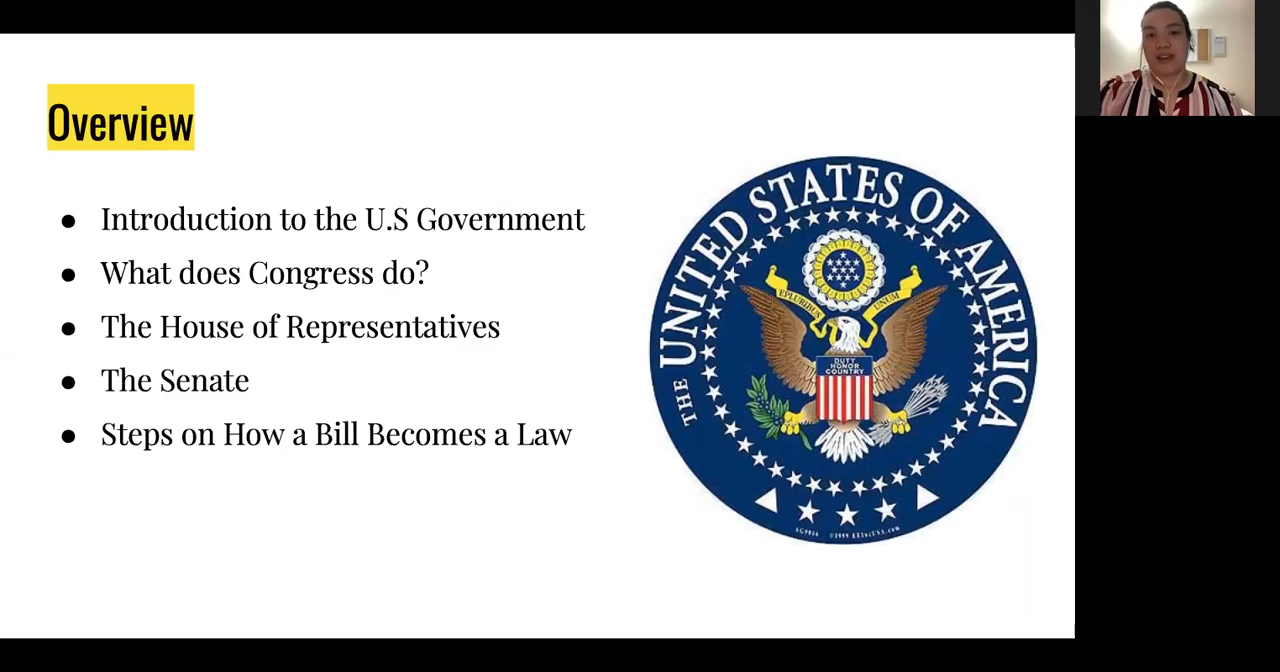 Overview
● Introduction to the U.S Government
● What does Congress do?
● The House of Representatives
● The Senate
● Steps on How a Bill Becomes a Law
THE UNITED STATES OF AMERICA
EPLURIBUS UNUM
DUTY
HONOR
COUNTRY